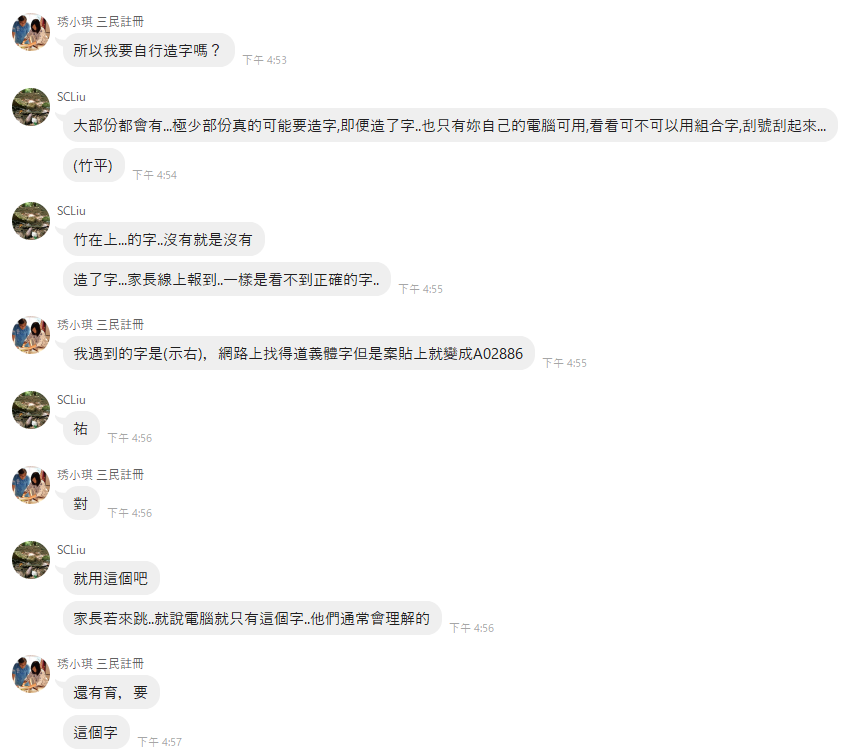 琇小琪 三民註冊
所以我要自行造字嗎？
下午 4:53
SCLiu
大部份都會有...極少部份真的可能要造字,即便造了字..也只有妳自己的電腦可用,看看可不可以用組合字,刮號刮起來...
(竹平)
下午 4:54
SCLiu
竹在上...的字..沒有就是沒有
造了字...家長線上報到..一樣是看不到正確的字..
下午 4:55
琇小琪 三民註冊
我遇到的字是(示右)，網路上找得道義體字但是案貼上就變成A02886
下午 4:55
SCLiu
祐
下午 4:56
琇小琪 三民註冊
對
下午 4:56
SCLiu
就用這個吧
家長若來跳..就說電腦就只有這個字..他們通常會理解的
下午 4:56
琇小琪 三民註冊
還有育，要
這個字
下午 4:57